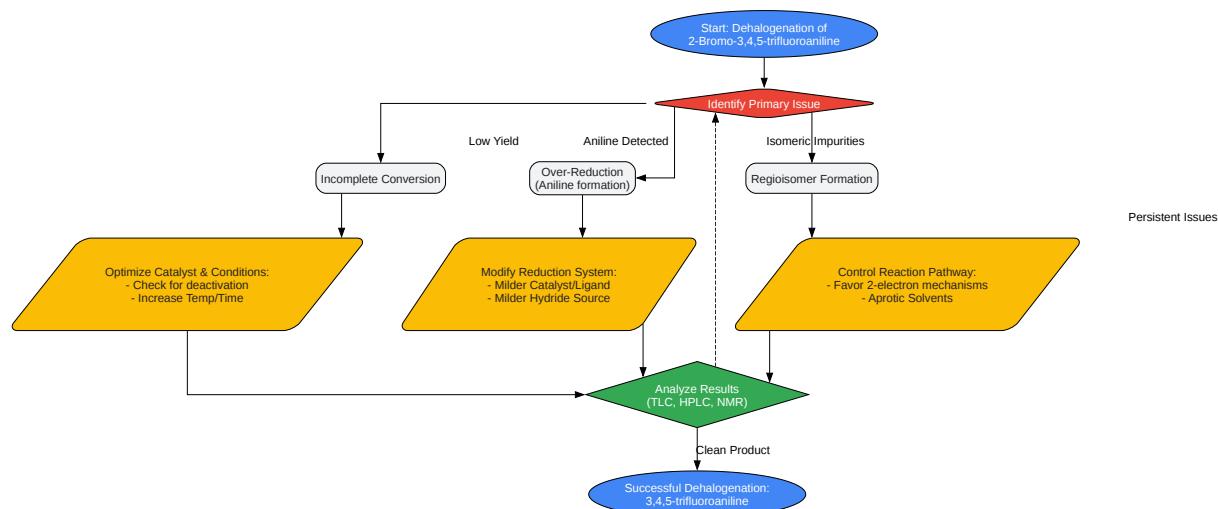 Start: Dehalogenation of
2-Bromo-3,4,5-trifluoroaniline
Identify Primary Issue
Low Yield
Aniline Detected
Isomeric Impurities
Incomplete Conversion
Over-Reduction
(Aniline formation)
Regioisomer Formation
Persistent Issues
Optimize Catalyst & Conditions:
- Check for deactivation
- Increase Temp/Time
Modify Reduction System:
- Milder Catalyst/Ligand
- Milder Hydride Source
Control Reaction Pathway:
- Favor 2-electron mechanisms
- Aprotic Solvents
Analyze Results
(TLC, HPLC, NMR)
Clean Product
Successful Dehalogenation:
3,4,5-trifluoroaniline